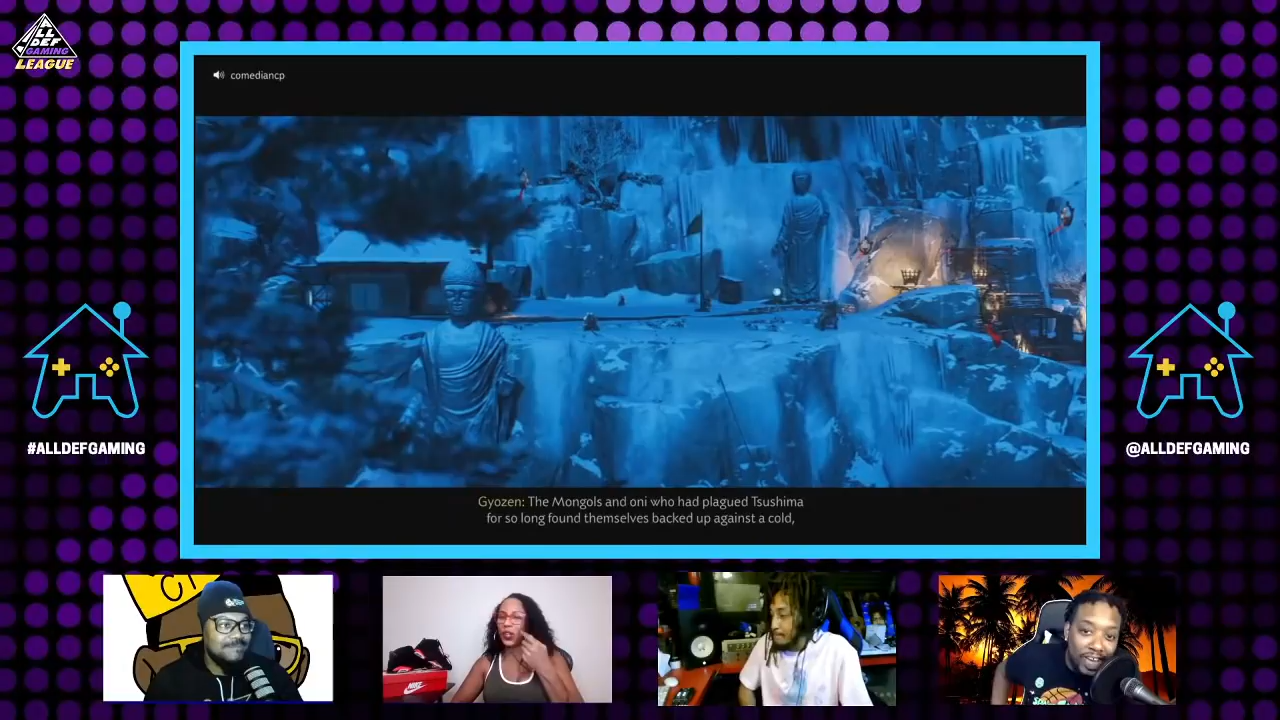 ALL
DEF
GAMING
LEAGUE
comediancp
#ALLDEFGAMING
@ALLDEFGAMING
Gyozen: The Mongols and oni who had plagued Tsushima
for so long found themselves backed up against a cold,
CT
NIKE